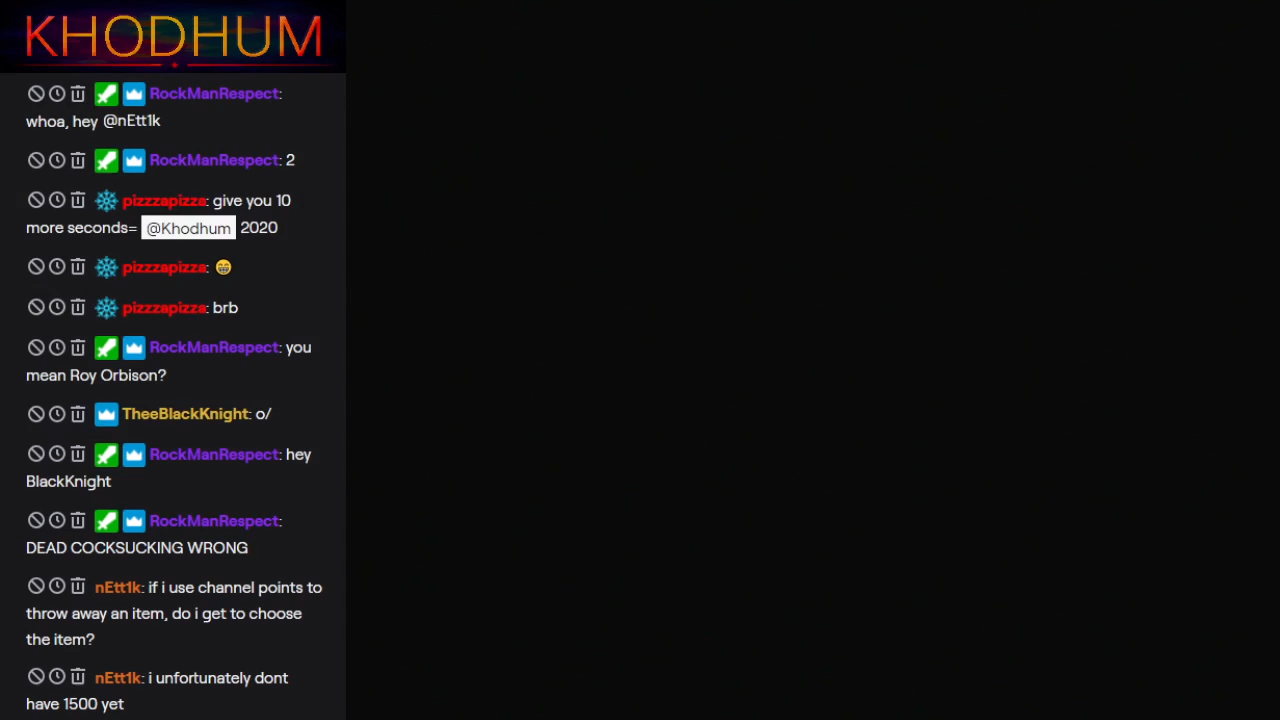 KHODHUM
RockManRespect:
whoa, hey @nEtt1k
RockManRespect: 2
pizzzapizza: give you 10
more seconds= @Khodhum 2020
pizzzapizza: 😁
pizzzapizza: brb
RockManRespect: you
mean Roy Orbison?
TheeBlackKnight: o/
RockManRespect: hey
BlackKnight
RockManRespect:
DEAD COCKSUCKING WRONG
nEtt1k: if i use channel points to
throw away an item, do i get to choose
the item?
nEtt1k: i unfortunately dont
have 1500 yet